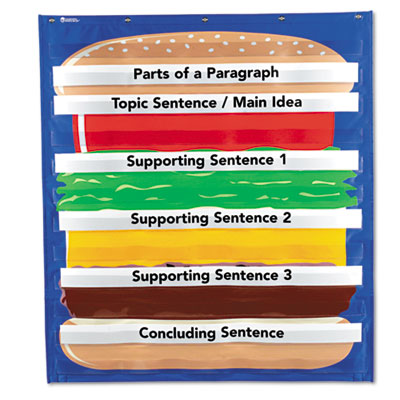 Parts of a Paragraph
Topic Sentence / Main Idea
Supporting Sentence 1
Supporting Sentence 2
Supporting Sentence 3
Concluding Sentence